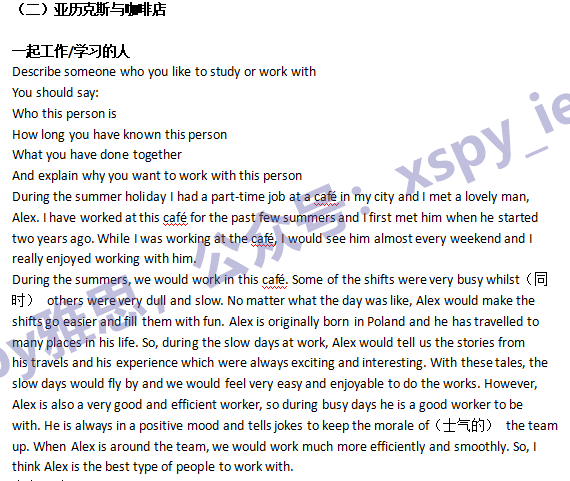 （二）亚历克斯与咖啡店
一起工作/学习的人
Describe someone who you like to study or work with
You should say:
Who this person is
How long you have known this person
What you have done together
And explain why you want to work with this person
During the summer holiday I had a part-time job at a café in my city and I met a lovely man,
Alex. I have worked at this café for the past few summers and I first met him when he started
two years ago. While I was working at the café, I would see him almost every weekend and I
really enjoyed working with him.
During the summers, we would work in this café. Some of the shifts were very busy whilst（同
时） others were very dull and slow. No matter what the day was like, Alex would make the
shifts go easier and fill them with fun. Alex is originally born in Poland and he has travelled to
many places in his life. So, during the slow days at work, Alex would tell us the stories from
his travels and his experience which were always exciting and interesting. With these tales, the
slow days would fly by and we would feel very easy and enjoyable to do the works. However,
Alex is also a very good and efficient worker, so during busy days he is a good worker to be
with. He is always in a positive mood and tells jokes to keep the morale of（士气的） the team
up. When Alex is around the team, we would work much more efficiently and smoothly. So, I
think Alex is the best type of people to work with.
py雅思，公众号：xspy_ie